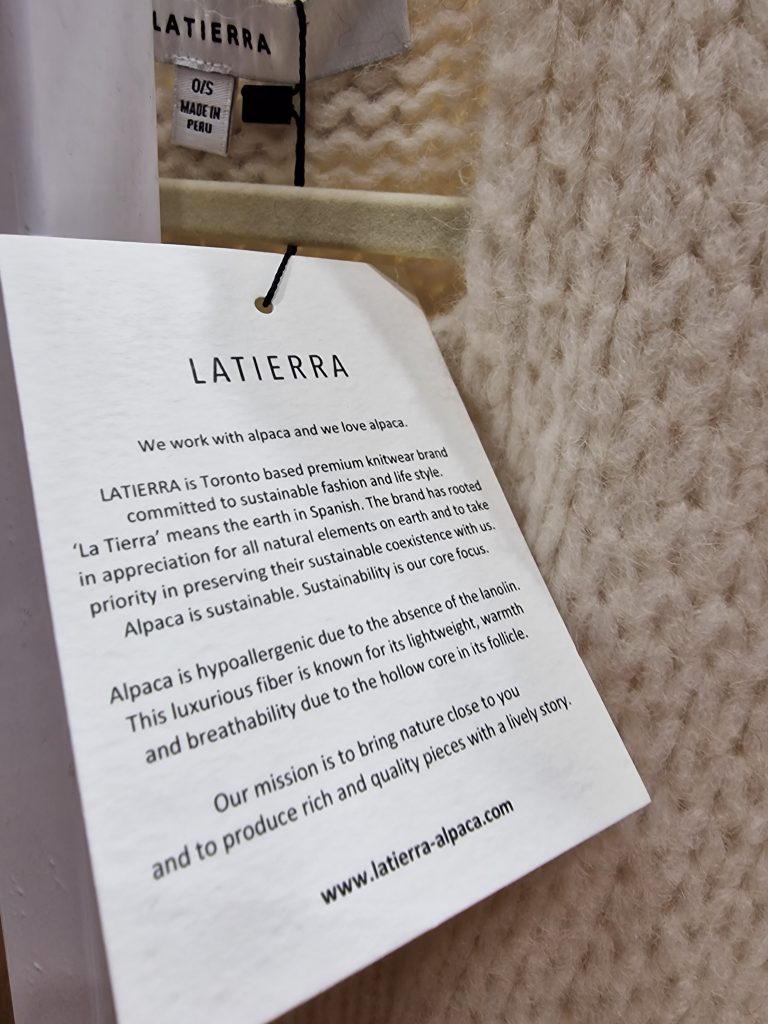 LATIERRA
O/S
MADE IN
PERU
LATIERRA
We work with alpaca and we love alpaca.
LATIERRA is Toronto based premium knitwear brand
committed to sustainable fashion and life style.
‘La Tierra’ means the earth in Spanish. The brand has rooted
in appreciation for all natural elements on earth and to take
priority in preserving their sustainable coexistence with us.
Alpaca is sustainable. Sustainability is our core focus.
Alpaca is hypoallergenic due to the absence of the lanolin.
This luxurious fiber is known for its lightweight, warmth
and breathability due to the hollow core in its follicle.
Our mission is to bring nature close to you
and to produce rich and quality pieces with a lively story.
www.latierra-alpaca.com